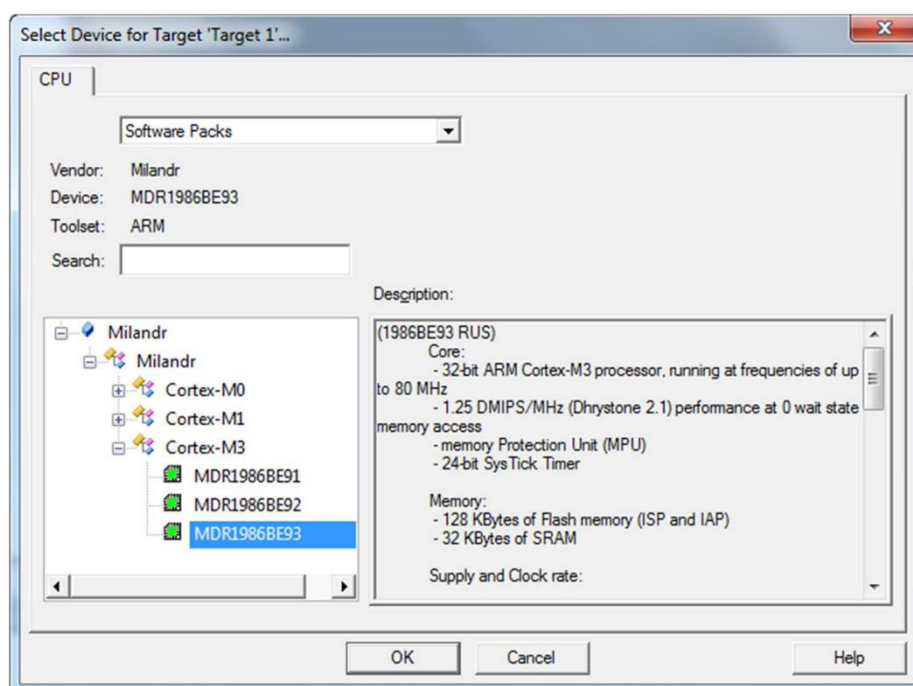 Select Device for Target 'Target 1'...
CPU
Software Packs
Vendor: Milandr
Device: MDR1986BE93
Toolset: ARM
Search:
Description:
Milandr
Milandr
Cortex-M0
Cortex-M1
Cortex-M3
MDR1986BE91
MDR1986BE92
MDR1986BE93
(1986BE93 RUS)
Core:
- 32-bit ARM Cortex-M3 processor, running at frequencies of up
to 80 MHz
- 1.25 DMIPS/MHz (Dhrystone 2.1) performance at 0 wait state
memory access
- memory Protection Unit (MPU)
- 24-bit SysTick Timer
Memory:
- 128 KBytes of Flash memory (ISP and IAP)
- 32 KBytes of SRAM
Supply and Clock rate:
OK Cancel Help